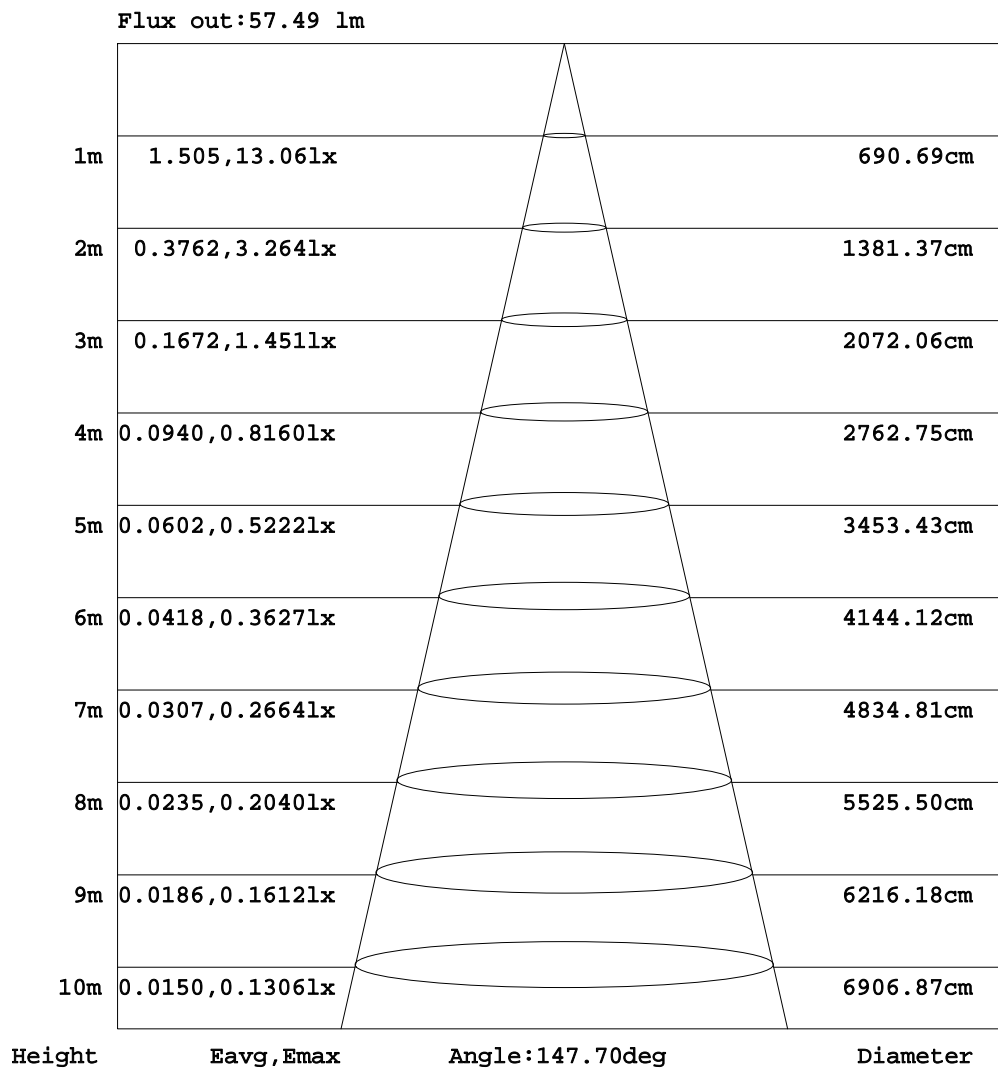 Flux out:57.49 lm
1m 1.505,13.06lx 690.69cm
2m 0.3762,3.264lx 1381.37cm
3m 0.1672,1.451lx 2072.06cm
4m 0.0940,0.8160lx 2762.75cm
5m 0.0602,0.5222lx 3453.43cm
6m 0.0418,0.3627lx 4144.12cm
7m 0.0307,0.2664lx 4834.81cm
8m 0.0235,0.2040lx 5525.50cm
9m 0.0186,0.1612lx 6216.18cm
10m 0.0150,0.1306lx 6906.87cm
Height Eavg,Emax Angle:147.70deg Diameter